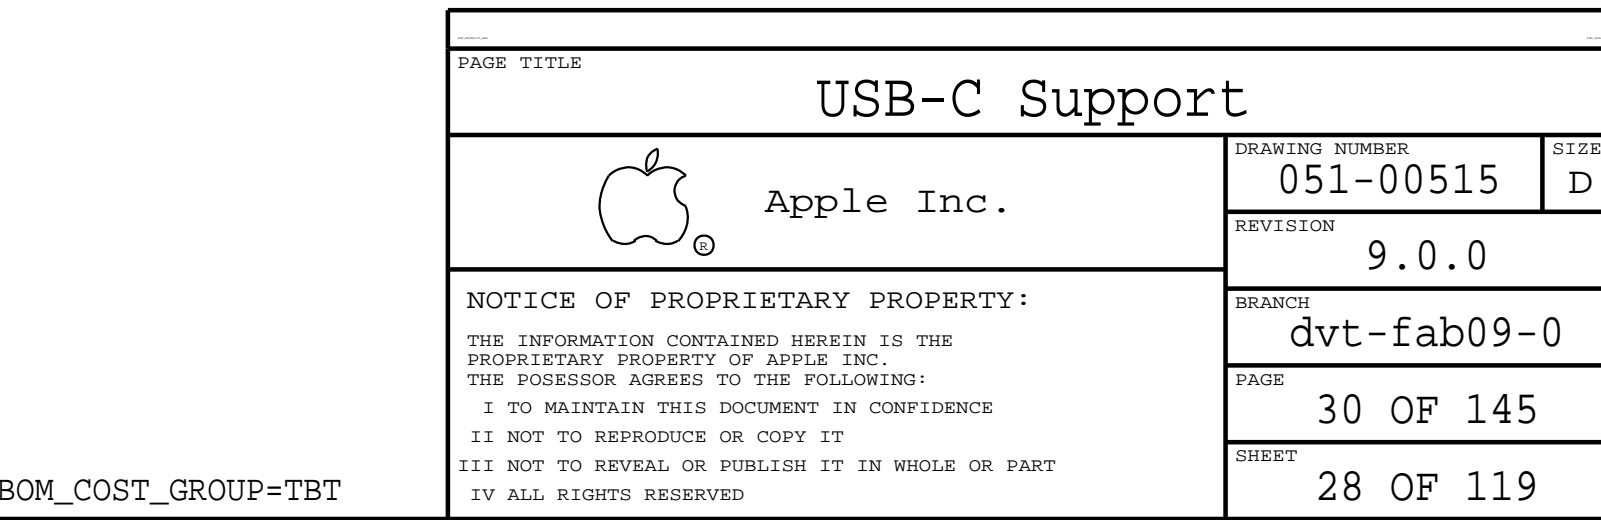 PAGE TITLE
USB-C Support
Apple Inc.
®
DRAWING NUMBER
051-00515
SIZE
D
REVISION
9.0.0
NOTICE OF PROPRIETARY PROPERTY:
THE INFORMATION CONTAINED HEREIN IS THE
PROPRIETARY PROPERTY OF APPLE INC.
THE POSESSOR AGREES TO THE FOLLOWING:
I TO MAINTAIN THIS DOCUMENT IN CONFIDENCE
II NOT TO REPRODUCE OR COPY IT
III NOT TO REVEAL OR PUBLISH IT IN WHOLE OR PART
IV ALL RIGHTS RESERVED
BRANCH
dvt-fab09-0
PAGE
30 OF 145
SHEET
28 OF 119
BOM_COST_GROUP=TBT